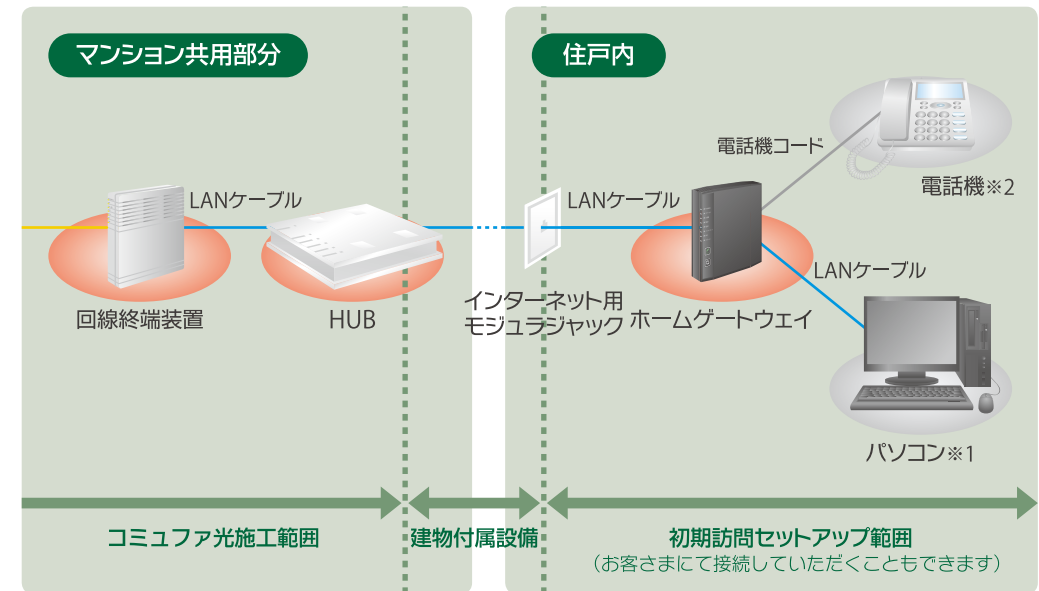 マンション共用部分
住戸内
電話機コード
電話機※2
LANケーブル
LANケーブル
LANケーブル
回線終端装置
HUB
インターネット用
モジュラジャック
ホームゲートウェイ
パソコン※1
コミュファ光施工範囲
建物付属設備
初期訪問セットアップ範囲
（お客さまにて接続していただくこともできます）